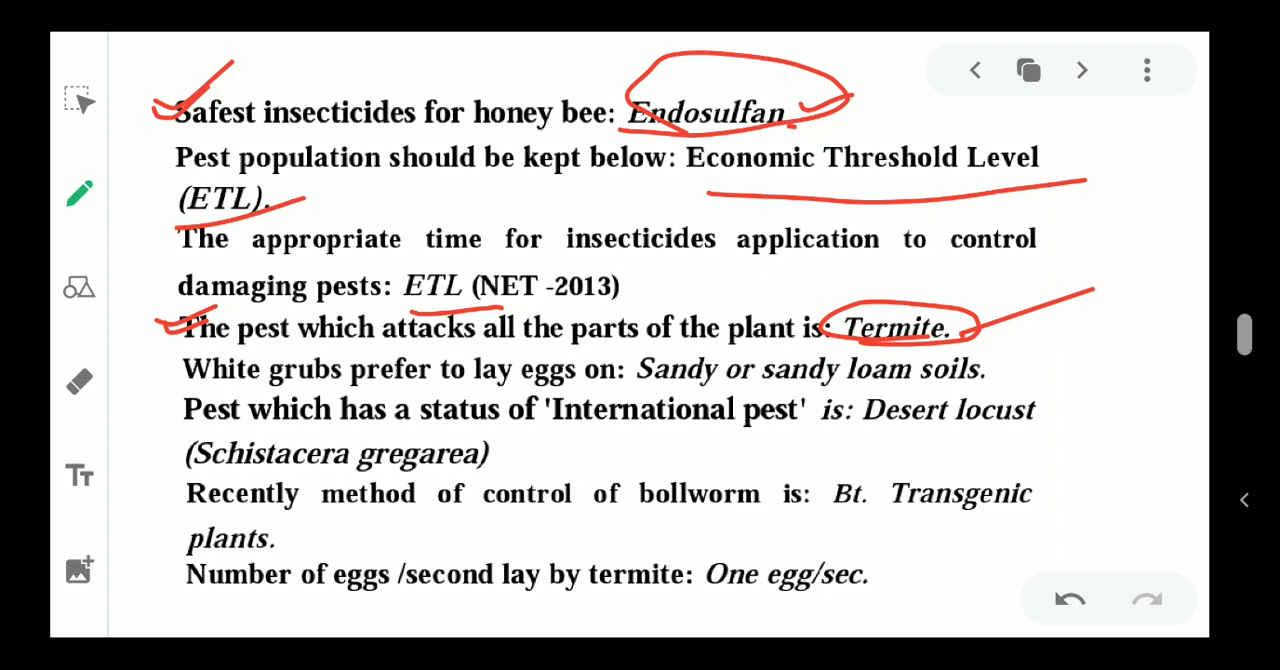 Safest insecticides for honey bee: Endosulfan.
Pest population should be kept below: Economic Threshold Level
(ETL).
The appropriate time for insecticides application to control
damaging pests: ETL (NET -2013)
The pest which attacks all the parts of the plant is: Termite.
White grubs prefer to lay eggs on: Sandy or sandy loam soils.
Pest which has a status of 'International pest' is: Desert locust
(Schistacera gregarea)
Recently method of control of bollworm is: Bt. Transgenic
plants.
Number of eggs /second lay by termite: One egg/sec.
TT